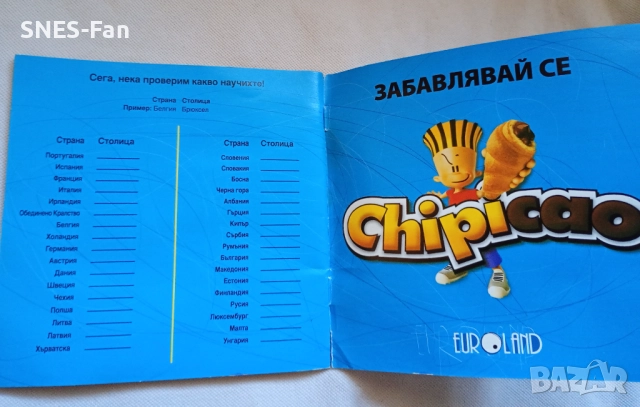 SNES-Fan
Сега, нека проверим какво научихте!
Страна Столица
Пример: Белгия Брюксел
Страна Столица
Португалия
Испания
Франция
Италия
Ирландия
Обединено Кралство
Белгия
Холандия
Германия
Австрия
Дания
Швеция
Чехия
Полша
Литва
Латвия
Хърватска
Страна Столица
Словения
Словакия
Босна
Черна гора
Албания
Гърция
Кипър
Сърбия
Румъния
България
Македония
Естония
Финландия
Русия
Люксембург
Малта
Унгария
ЗАБАВЛЯВАЙ СЕ
Chipicao
EUROLAND
BAZAR
bg